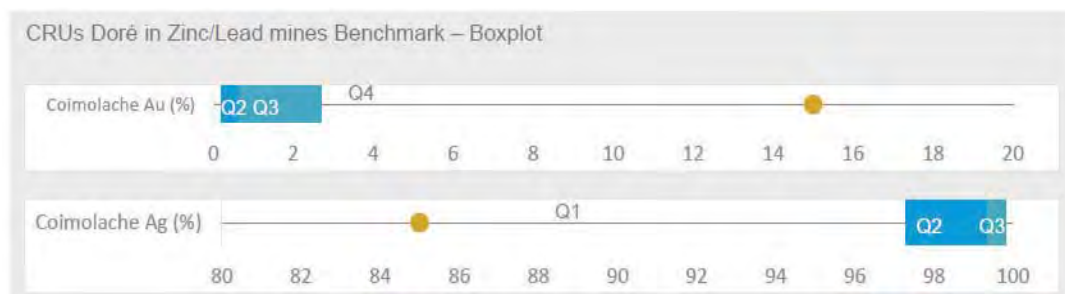 CRUs Doré in Zinc/Lead mines Benchmark – Boxplot
Q4
Coimolache Au (%) Q2 Q3
0 2 4 6 8 10 12 14 16 18 20
Q1
Coimolache Ag (%) Q2 Q3
80 82 84 86 88 90 92 94 96 98 100